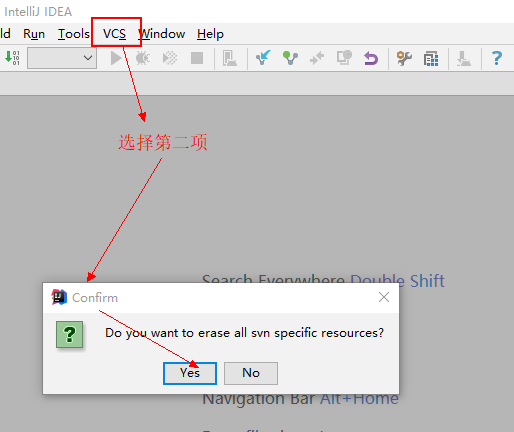 IntelliJ IDEA
ld Run Tools VCS Window Help
选择第二项
Search Everywhere Double Shift
Confirm
Do you want to erase all svn specific resources?
Yes No
Navigation Bar Alt+Home